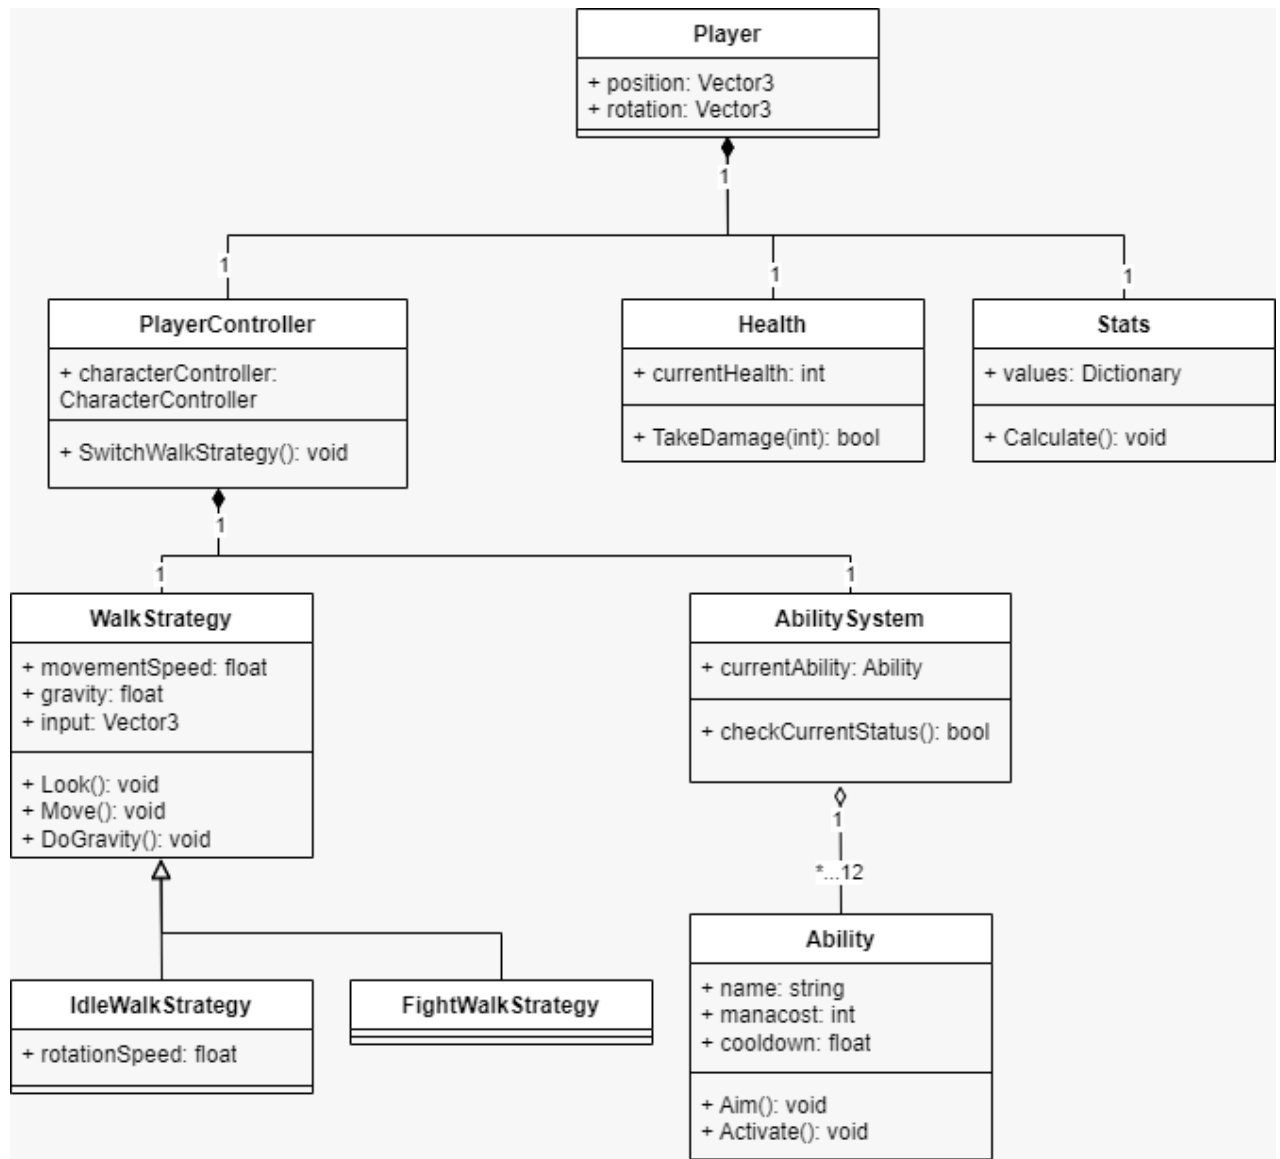 Player
+ position: Vector3
+ rotation: Vector3
1
1
1
1
PlayerController
+ characterController:
CharacterController
+ SwitchWalkStrategy(): void
Health
+ currentHealth: int
+ TakeDamage(int): bool
Stats
+ values: Dictionary
+ Calculate(): void
1
1
1
WalkStrategy
+ movementSpeed: float
+ gravity: float
+ input: Vector3
+ Look(): void
+ Move(): void
+ DoGravity(): void
AbilitySystem
+ currentAbility: Ability
+ checkCurrentStatus(): bool
1
*...12
IdleWalkStrategy
+ rotationSpeed: float
FightWalkStrategy
Ability
+ name: string
+ manacost: int
+ cooldown: float
+ Aim(): void
+ Activate(): void